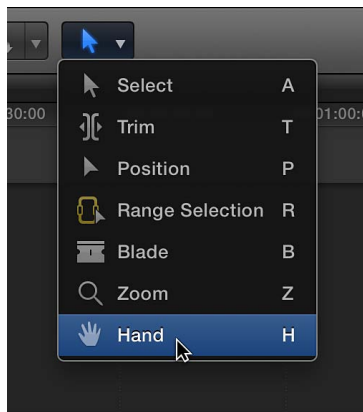 30:00
01:00:
Select A
Trim T
Position P
Range Selection R
Blade B
Zoom Z
Hand H